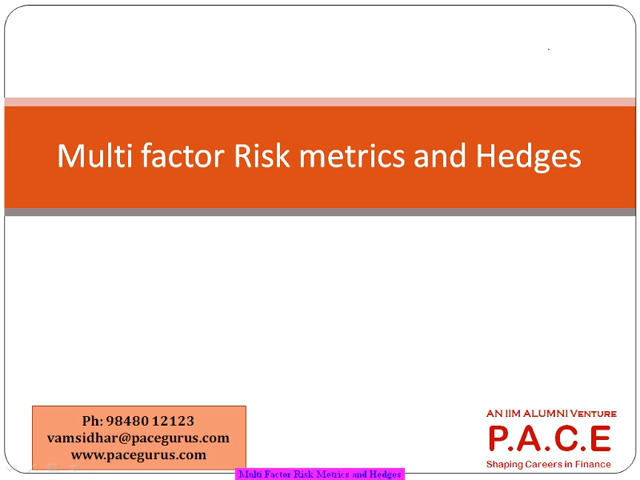 Multi factor Risk metrics and Hedges
Ph: 98480 12123
vamsidhar@pacegurus.com
www.pacegurus.com
AN IIM ALUMNI VENTURE
P.A.C.E
Shaping Careers in Finance
Multi Factor Risk Metrics and Hedges